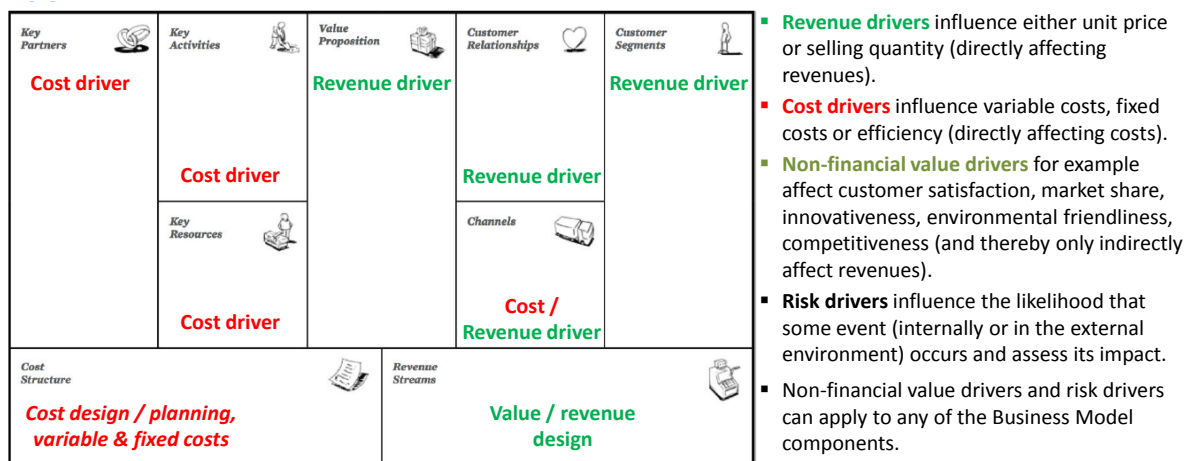 Key
Partners
Cost driver
Key
Activities
Cost driver
Key
Resources
Cost driver
Value
Proposition
Revenue driver
Customer
Relationships
Revenue driver
Channels
Cost /
Revenue driver
Customer
Segments
Revenue driver
Cost
Structure
Cost design / planning,
variable & fixed costs
Revenue
Streams
Value / revenue
design
▪ Revenue drivers influence either unit price
or selling quantity (directly affecting
revenues).
▪ Cost drivers influence variable costs, fixed
costs or efficiency (directly affecting costs).
▪ Non-financial value drivers for example
affect customer satisfaction, market share,
innovativeness, environmental friendliness,
competitiveness (and thereby only indirectly
affect revenues).
▪ Risk drivers influence the likelihood that
some event (internally or in the external
environment) occurs and assess its impact.
▪ Non-financial value drivers and risk drivers
can apply to any of the Business Model
components.